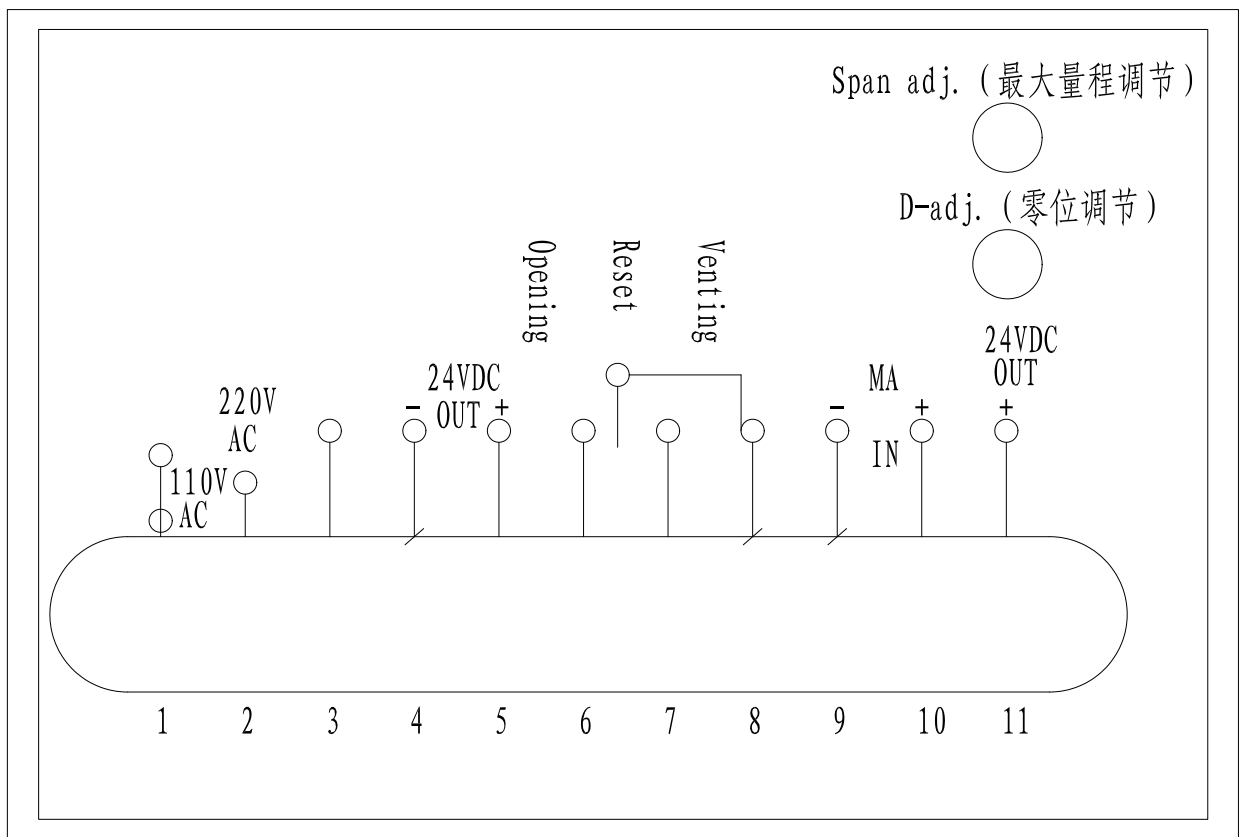 Span adj. (最大量程调节)
D-adj. (零位调节)
Opening
Reset
Venting
24VDC
OUT
220V
AC
110V
AC
- 24VDC +
OUT
MA
- +
IN
+
1 2 3 4 5 6 7 8 9 10 11